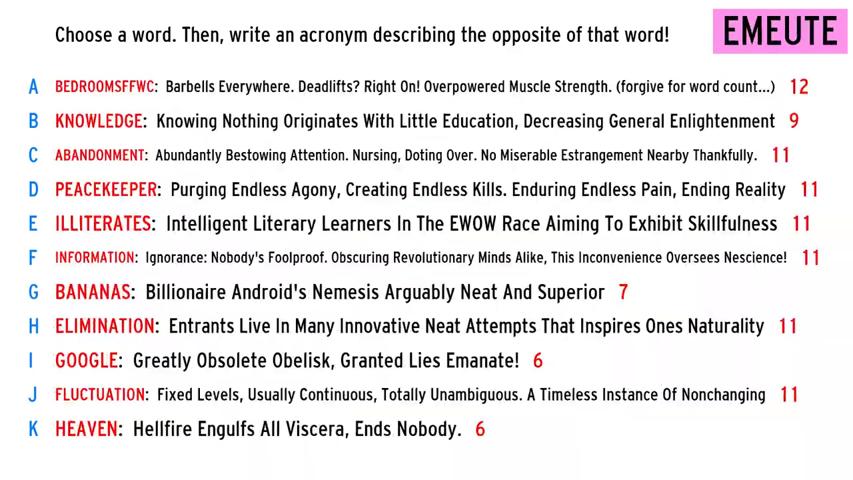 Choose a word. Then, write an acronym describing the opposite of that word!
EMEUTE
A BEDROOMSFFWC: Barbells Everywhere. Deadlifts? Right On! Overpowered Muscle Strength. (forgive for word count...) 12
B KNOWLEDGE: Knowing Nothing Originates With Little Education, Decreasing General Enlightenment 9
C ABANDONMENT: Abundantly Bestowing Attention. Nursing, Doting Over. No Miserable Estrangement Nearby Thankfully. 11
D PEACEKEEPER: Purging Endless Agony, Creating Endless Kills. Enduring Endless Pain, Ending Reality 11
E ILLITERATES: Intelligent Literary Learners In The EWOW Race Aiming To Exhibit Skillfulness 11
F INFORMATION: Ignorance: Nobody's Foolproof. Obscuring Revolutionary Minds Alike, This Inconvenience Oversees Nescience! 11
G BANANAS: Billionaire Android's Nemesis Arguably Neat And Superior 7
H ELIMINATION: Entrants Live In Many Innovative Neat Attempts That Inspires Ones Naturality 11
I GOOGLE: Greatly Obsolete Obelisk, Granted Lies Emanate! 6
J FLUCTUATION: Fixed Levels, Usually Continuous, Totally Unambiguous. A Timeless Instance Of Nonchanging 11
K HEAVEN: Hellfire Engulfs All Viscera, Ends Nobody. 6